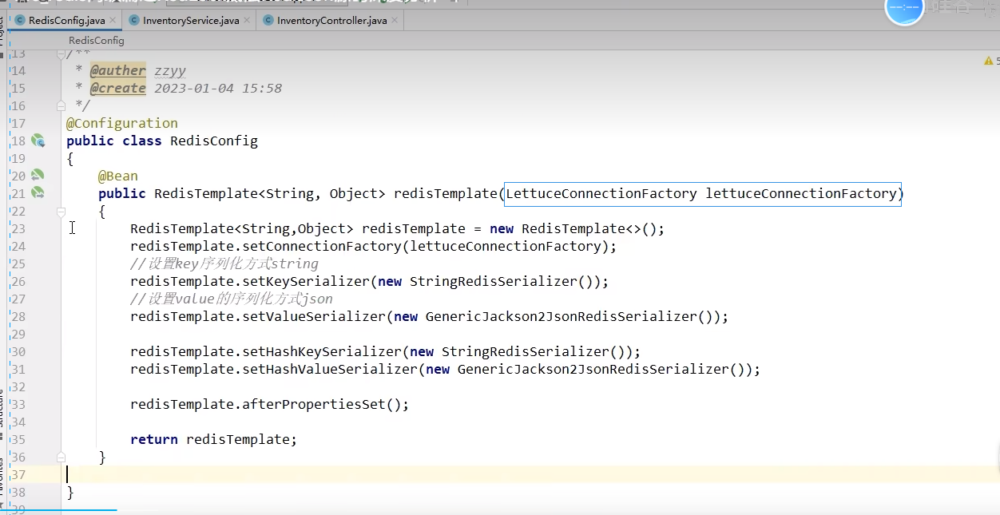 RedisConfig.java
InventoryService.java
InventoryController.java
RedisConfig
13 /**
14 * @auther zzyy
15 * @create 2023-01-04 15:58
16 */
17 @Configuration
18 public class RedisConfig
19 {
20 @Bean
21 public RedisTemplate<String, Object> redisTemplate(LettuceConnectionFactory lettuceConnectionFactory)
22 {
23 RedisTemplate<String,Object> redisTemplate = new RedisTemplate<>();
24 redisTemplate.setConnectionFactory(lettuceConnectionFactory);
25 //设置key序列化方式string
26 redisTemplate.setKeySerializer(new StringRedisSerializer());
27 //设置value的序列化方式json
28 redisTemplate.setValueSerializer(new GenericJackson2JsonRedisSerializer());
29
30 redisTemplate.setHashKeySerializer(new StringRedisSerializer());
31 redisTemplate.setHashValueSerializer(new GenericJackson2JsonRedisSerializer());
32
33 redisTemplate.afterPropertiesSet();
34
35 return redisTemplate;
36 }
37
38 }
39